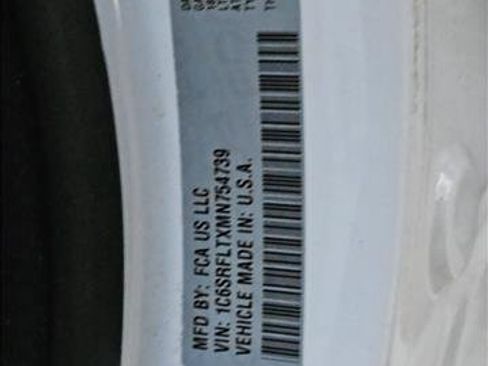 MFD BY: FCA US LLC
VIN: 1C6SRFLTXMN754739
VEHICLE MADE IN: U.S.A.